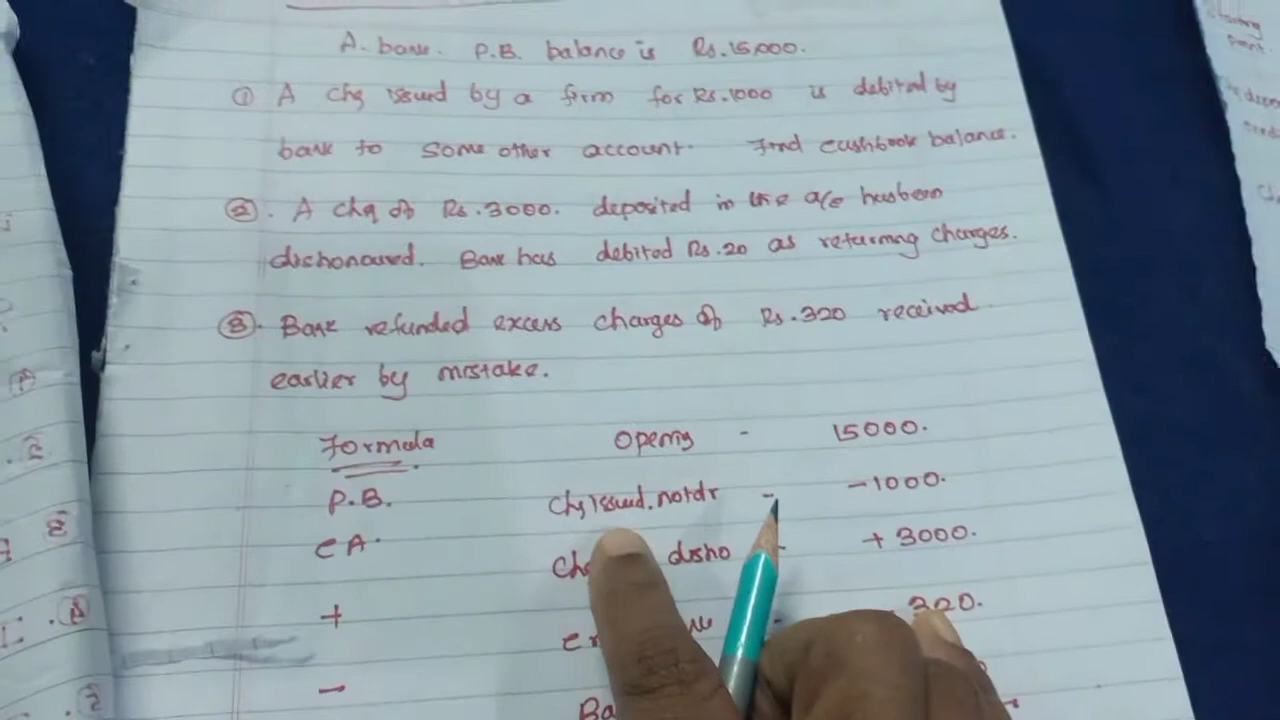 A. bank. P.B. balance is Rs.15,000.
① A chq issued by a firm for Rs.1000 is debited by
bank to some other account. Find cashbook balance.
②. A chq of Rs.3000. deposited in the a/c has been
dishonoured. Bank has debited Rs.20 as returning charges.
③. Bank refunded excess charges of Rs.320 received
earlier by mistake.
Formula Opening - 15000.
P.B. Chq issued. not dr - -1000.
CA. disho - + 3000.
+ 320.
-